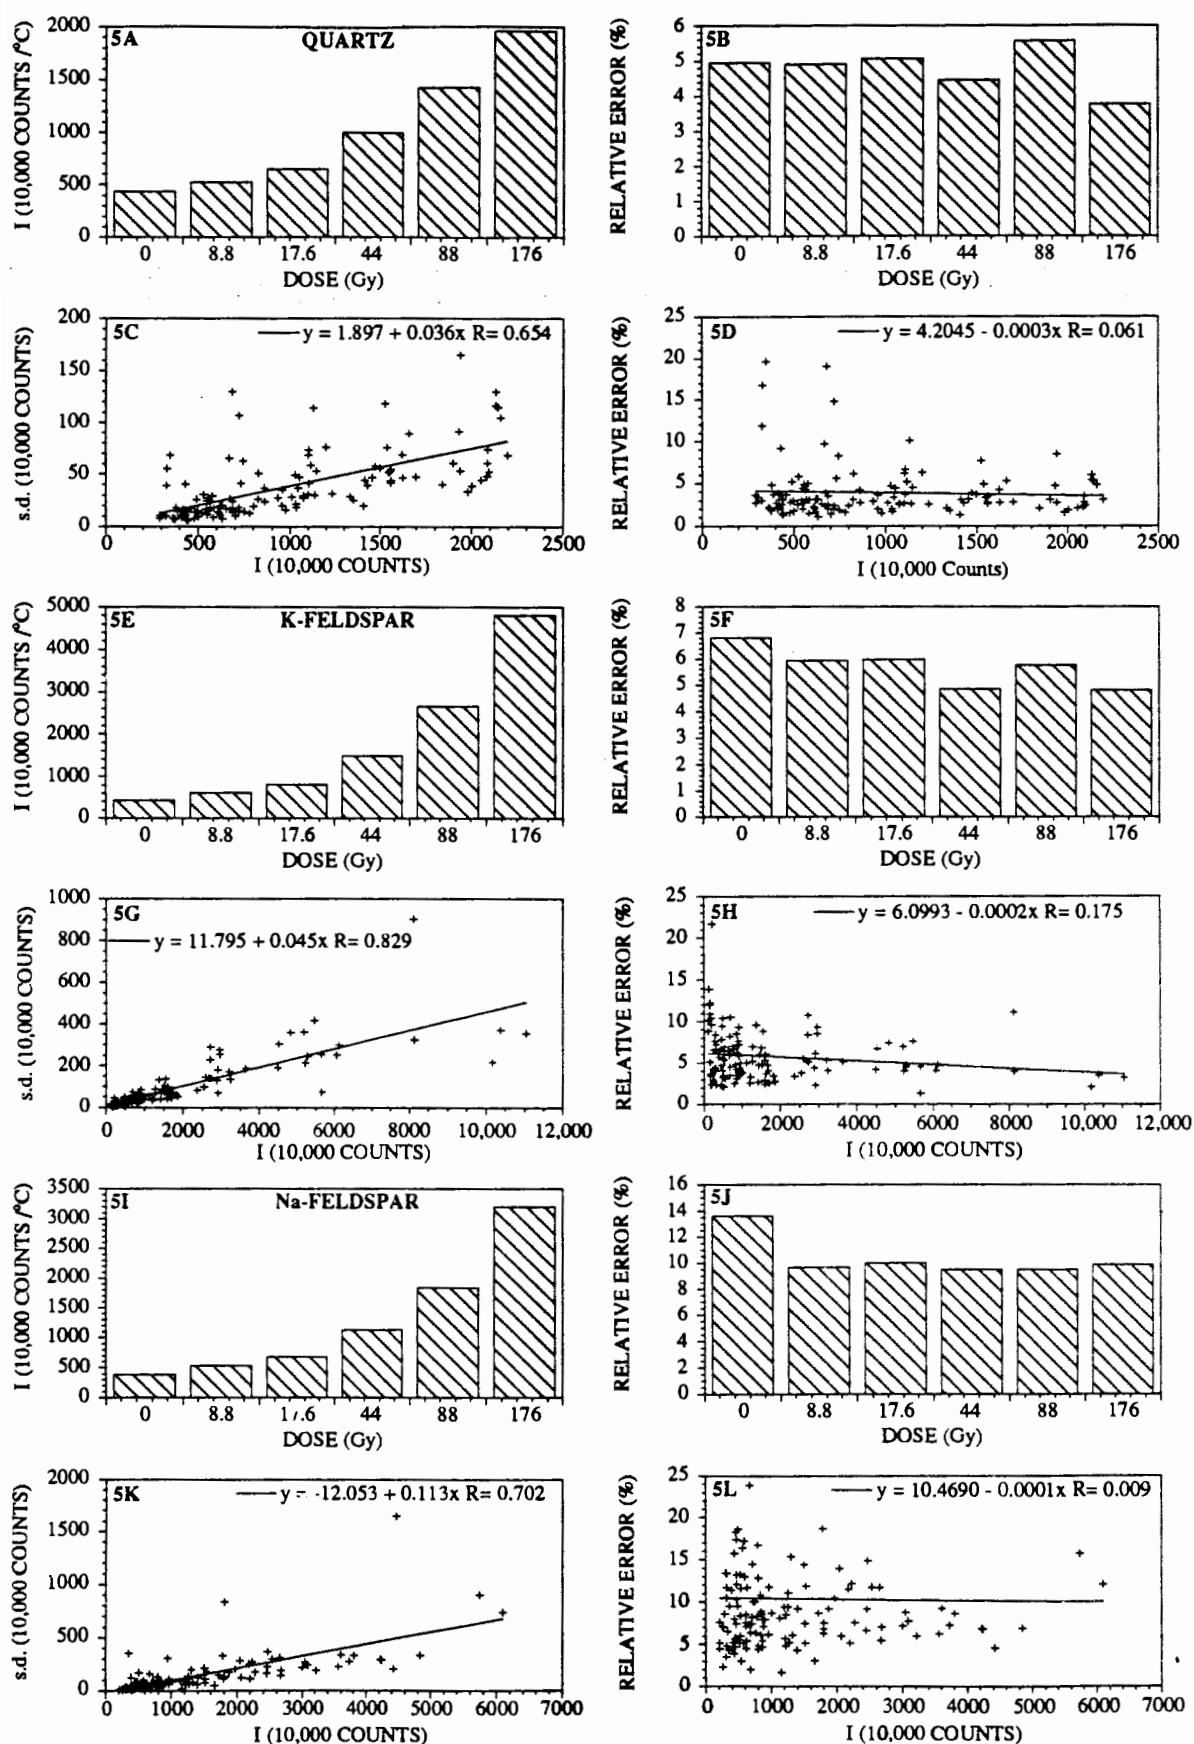 5A QUARTZ
I (10,000 COUNTS /°C)
2000
1500
1000
500
0
0 8.8 17.6 44 88 176
DOSE (Gy)
5B
RELATIVE ERROR (%)
6
5
4
3
2
1
0
0 8.8 17.6 44 88 176
DOSE (Gy)
5C y = 1.897 + 0.036x R= 0.654
s.d. (10,000 COUNTS)
200
150
100
50
0
0 500 1000 1500 2000 2500
I (10,000 COUNTS)
5D y = 4.2045 - 0.0003x R = 0.061
RELATIVE ERROR (%)
25
20
15
10
5
0
0 500 1000 1500 2000 2500
I (10,000 Counts)
5E K-FELDSPAR
I (10,000 COUNTS /°C)
5000
4000
3000
2000
1000
0
0 8.8 17.6 44 88 176
DOSE (Gy)
5F
RELATIVE ERROR (%)
8
7
6
5
4
3
2
1
0
0 8.8 17.6 44 88 176
DOSE (Gy)
5G
y = 11.795 + 0.045x R= 0.829
s.d. (10,000 COUNTS)
1000
800
600
400
200
0
0 2000 4000 6000 8000 10,000 12,000
I (10,000 COUNTS)
5H y = 6.0993 - 0.0002x R= 0.175
RELATIVE ERROR (%)
25
20
15
10
5
0
0 2000 4000 6000 8000 10,000 12,000
I (10,000 COUNTS)
5I Na-FELDSPAR
I (10,000 COUNTS /°C)
3500
3000
2500
2000
1500
1000
500
0
0 8.8 17.6 44 88 176
DOSE (Gy)
5J
RELATIVE ERROR (%)
16
14
12
10
8
6
4
2
0
0 8.8 17.6 44 88 176
DOSE (Gy)
5K y = -12.053 + 0.113x R= 0.702
s.d. (10,000 COUNTS)
2000
1500
1000
500
0
0 1000 2000 3000 4000 5000 6000 7000
I (10,000 COUNTS)
5L y = 10.4690 - 0.0001x R= 0.009
RELATIVE ERROR (%)
25
20
15
10
5
0
0 1000 2000 3000 4000 5000 6000 7000
I (10,000 COUNTS)